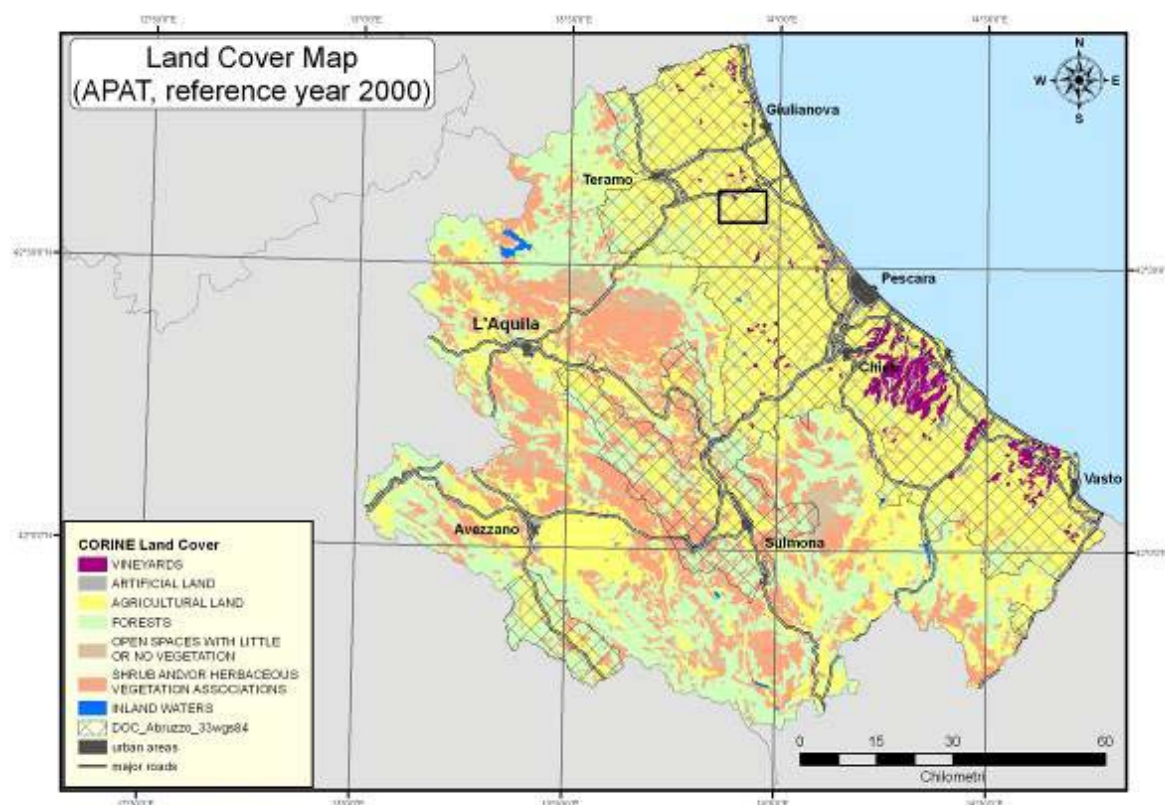 Land Cover Map
(APAT, reference year 2000)
N
W E
S
Giulianova
Teramo
Pescara
L'Aquila
Chieti
Vasto
Avezzano
Sulmona
CORINE Land Cover
VINEYARDS
ARTIFICIAL LAND
AGRICULTURAL LAND
FORESTS
OPEN SPACES WITH LITTLE
OR NO VEGETATION
SHRUB AND/OR HERBACEOUS
VEGETATION ASSOCIATIONS
INLAND WATERS
DOC_Abruzzo_33wgs84
urban areas
major roads
0 15 30 60
Chilometri